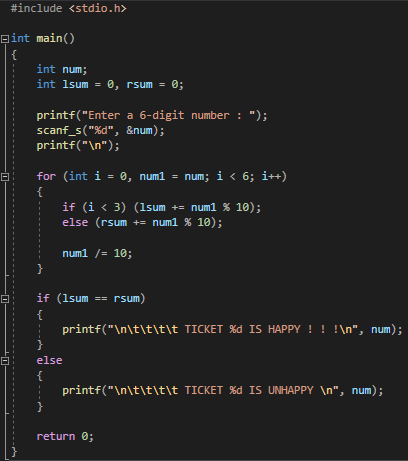 #include <stdio.h>
int main()
{
int num;
int lsum = 0, rsum = 0;
printf("Enter a 6-digit number : ");
scanf_s("%d", &num);
printf("\n");
for (int i = 0, num1 = num; i < 6; i++)
{
if (i < 3) (lsum += num1 % 10);
else (rsum += num1 % 10);
num1 /= 10;
}
if (lsum == rsum)
{
printf("\n\t\t\t\t TICKET %d IS HAPPY ! ! !\n", num);
}
else
{
printf("\n\t\t\t\t TICKET %d IS UNHAPPY \n", num);
}
return 0;
}